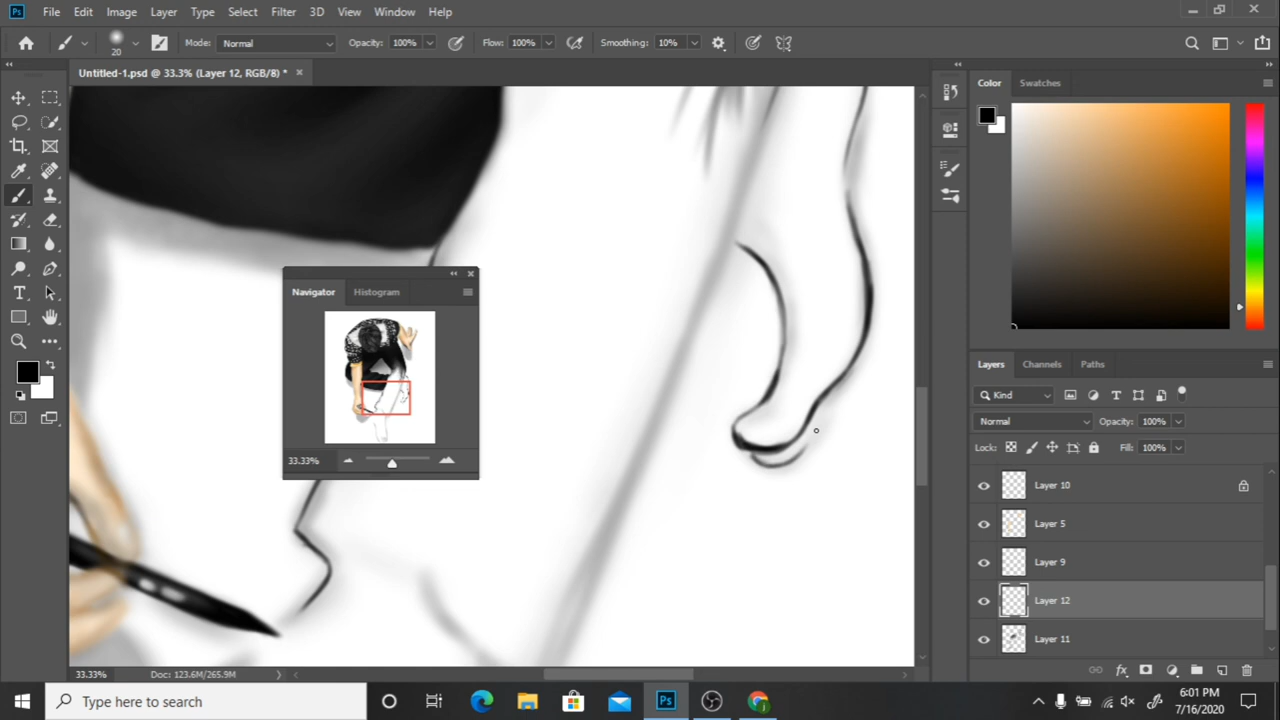 Ps File Edit Image Layer Type Select Filter 3D View Window Help
20 Mode: Normal Opacity: 100% Flow: 100% Smoothing: 10%
Untitled-1.psd @ 33.3% (Layer 12, RGB/8) *
Color Swatches
Navigator Histogram
33.33%
Layers Channels Paths
Kind
Normal Opacity: 100%
Lock: Fill: 100%
Layer 10
Layer 5
Layer 9
Layer 12
Layer 11
33.33% Doc: 123.6M/265.9M
Type here to search
Ps
6:01 PM
7/16/2020